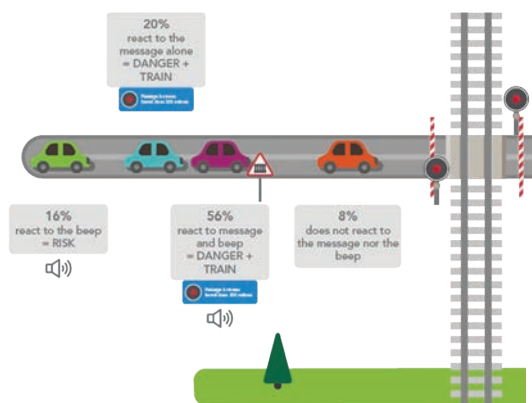 20%
react to the
message alone
= DANGER +
TRAIN
16%
react to the beep
= RISK
56%
react to message
and beep
= DANGER +
TRAIN
8%
does not react to
the message nor the
beep